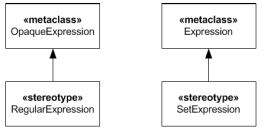 «metaclass»
OpaqueExpression
«metaclass»
Expression
«stereotype»
RegularExpression
«stereotype»
SetExpression